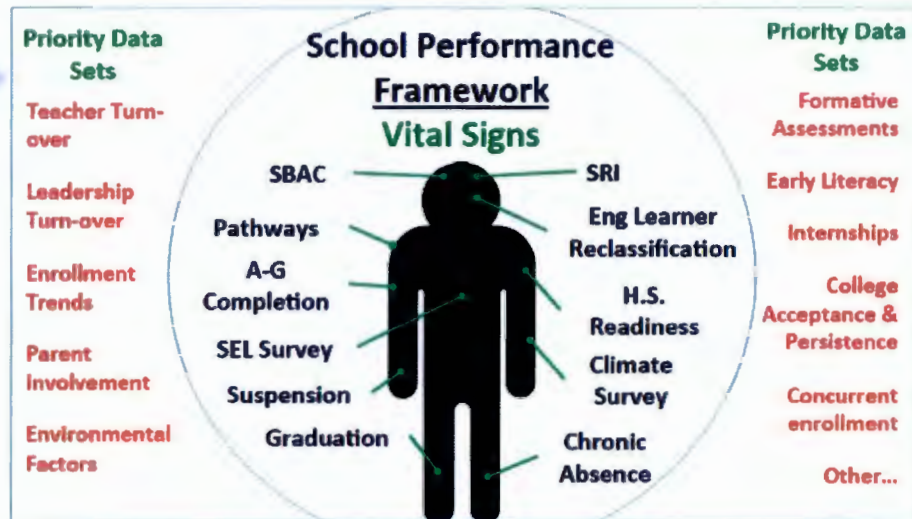 Priority Data
Sets
Teacher Turn-
over
Leadership
Turn-over
Enrollment
Trends
Parent
Involvement
Environmental
Factors
School Performance
Framework
Vital Signs
SBAC
SRI
Eng Learner
Reclassification
Pathways
A-G
Completion
H.S.
Readiness
SEL Survey
Climate
Survey
Suspension
Graduation
Chronic
Absence
Priority Data
Sets
Formative
Assessments
Early Literacy
Internships
College
Acceptance &
Persistence
Concurrent
enrollment
Other...